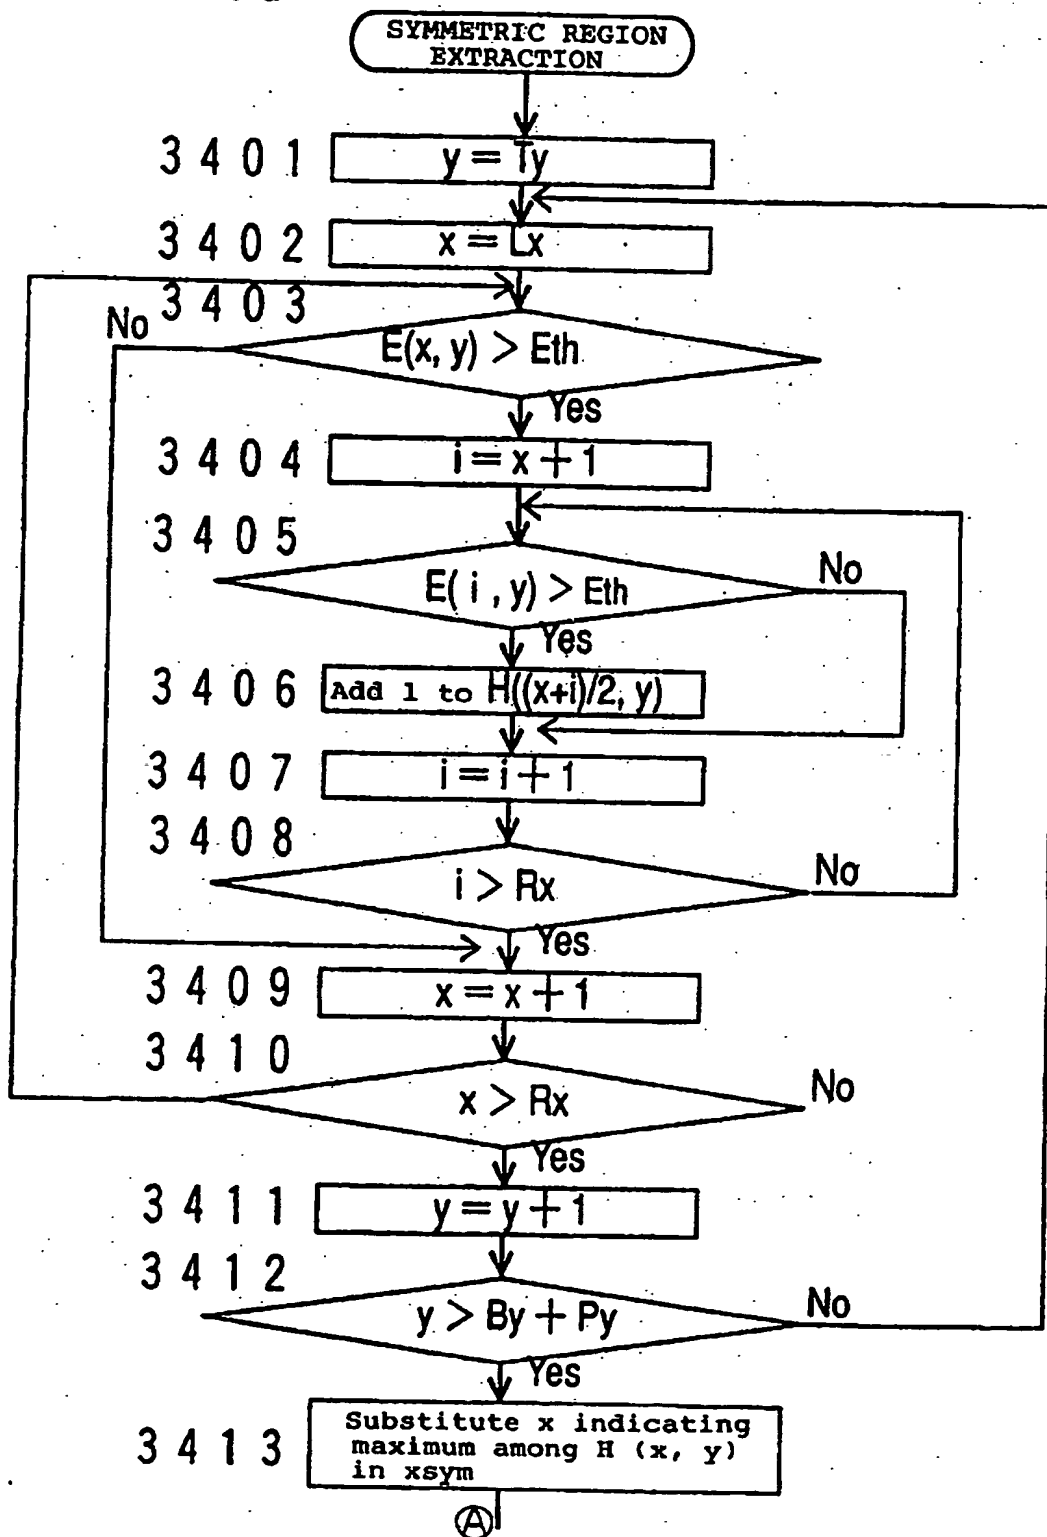 SYMMETRIC REGION
EXTRACTION
3401
y = Ty
3402
x = Lx
3403
No
E(x, y) > Eth
Yes
3404
i = x + 1
3405
No
E( i , y) > Eth
Yes
3406
Add 1 to H((x+i)/2, y)
3407
i = i + 1
3408
i > Rx
No
Yes
3409
x = x + 1
3410
x > Rx
No
Yes
3411
y = y + 1
3412
y > By + Py
No
Yes
3413
Substitute x indicating
maximum among H (x, y)
in xsym
A